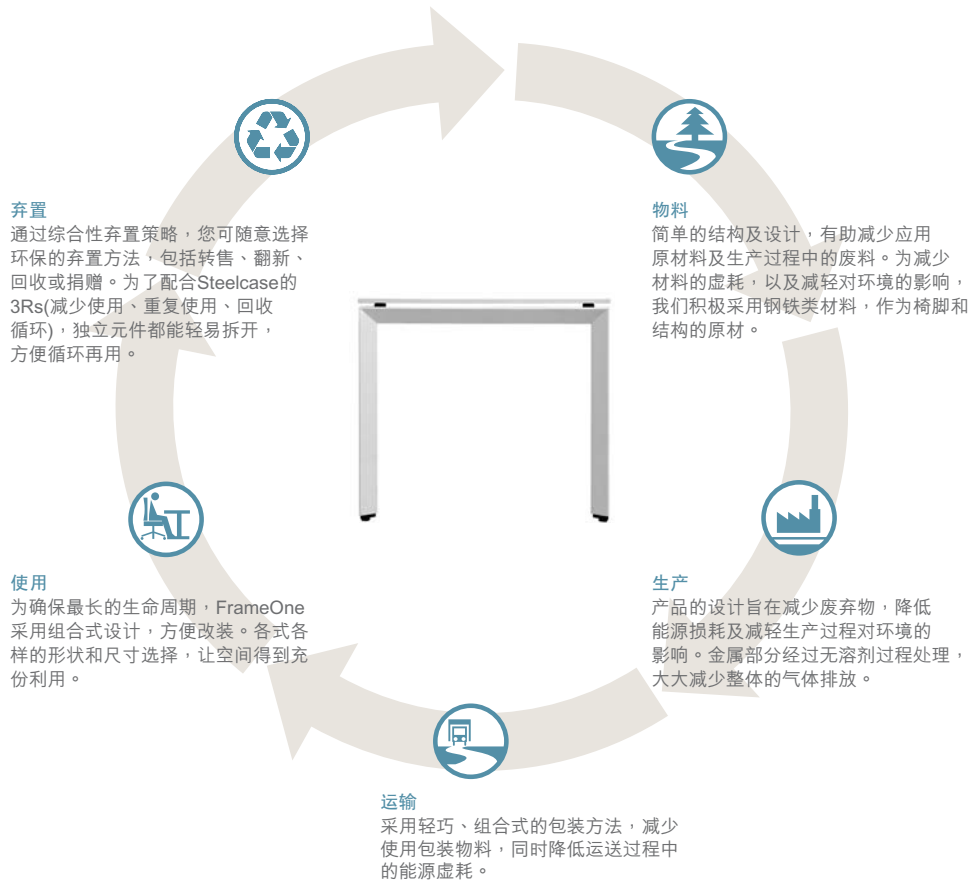 物料
简单的结构及设计，有助减少应用
原材料及生产过程中的废料。为减少
材料的虚耗，以及减轻对环境的影响，
我们积极采用钢铁类材料，作为椅脚和
结构的原材。
生产
产品的设计旨在减少废弃物，降低
能源损耗及减轻生产过程对环境的
影响。金属部分经过无溶剂过程处理，
大大减少整体的气体排放。
运输
采用轻巧、组合式的包装方法，减少
使用包装物料，同时降低运送过程中
的能源虚耗。
使用
为确保最长的生命周期，FrameOne
采用组合式设计，方便改装。各式各
样的形状和尺寸选择，让空间得到充
份利用。
弃置
通过综合性弃置策略，您可随意选择
环保的弃置方法，包括转售、翻新、
回收或捐赠。为了配合Steelcase的
3Rs(减少使用、重复使用、回收
循环)，独立元件都能轻易拆开，
方便循环再用。